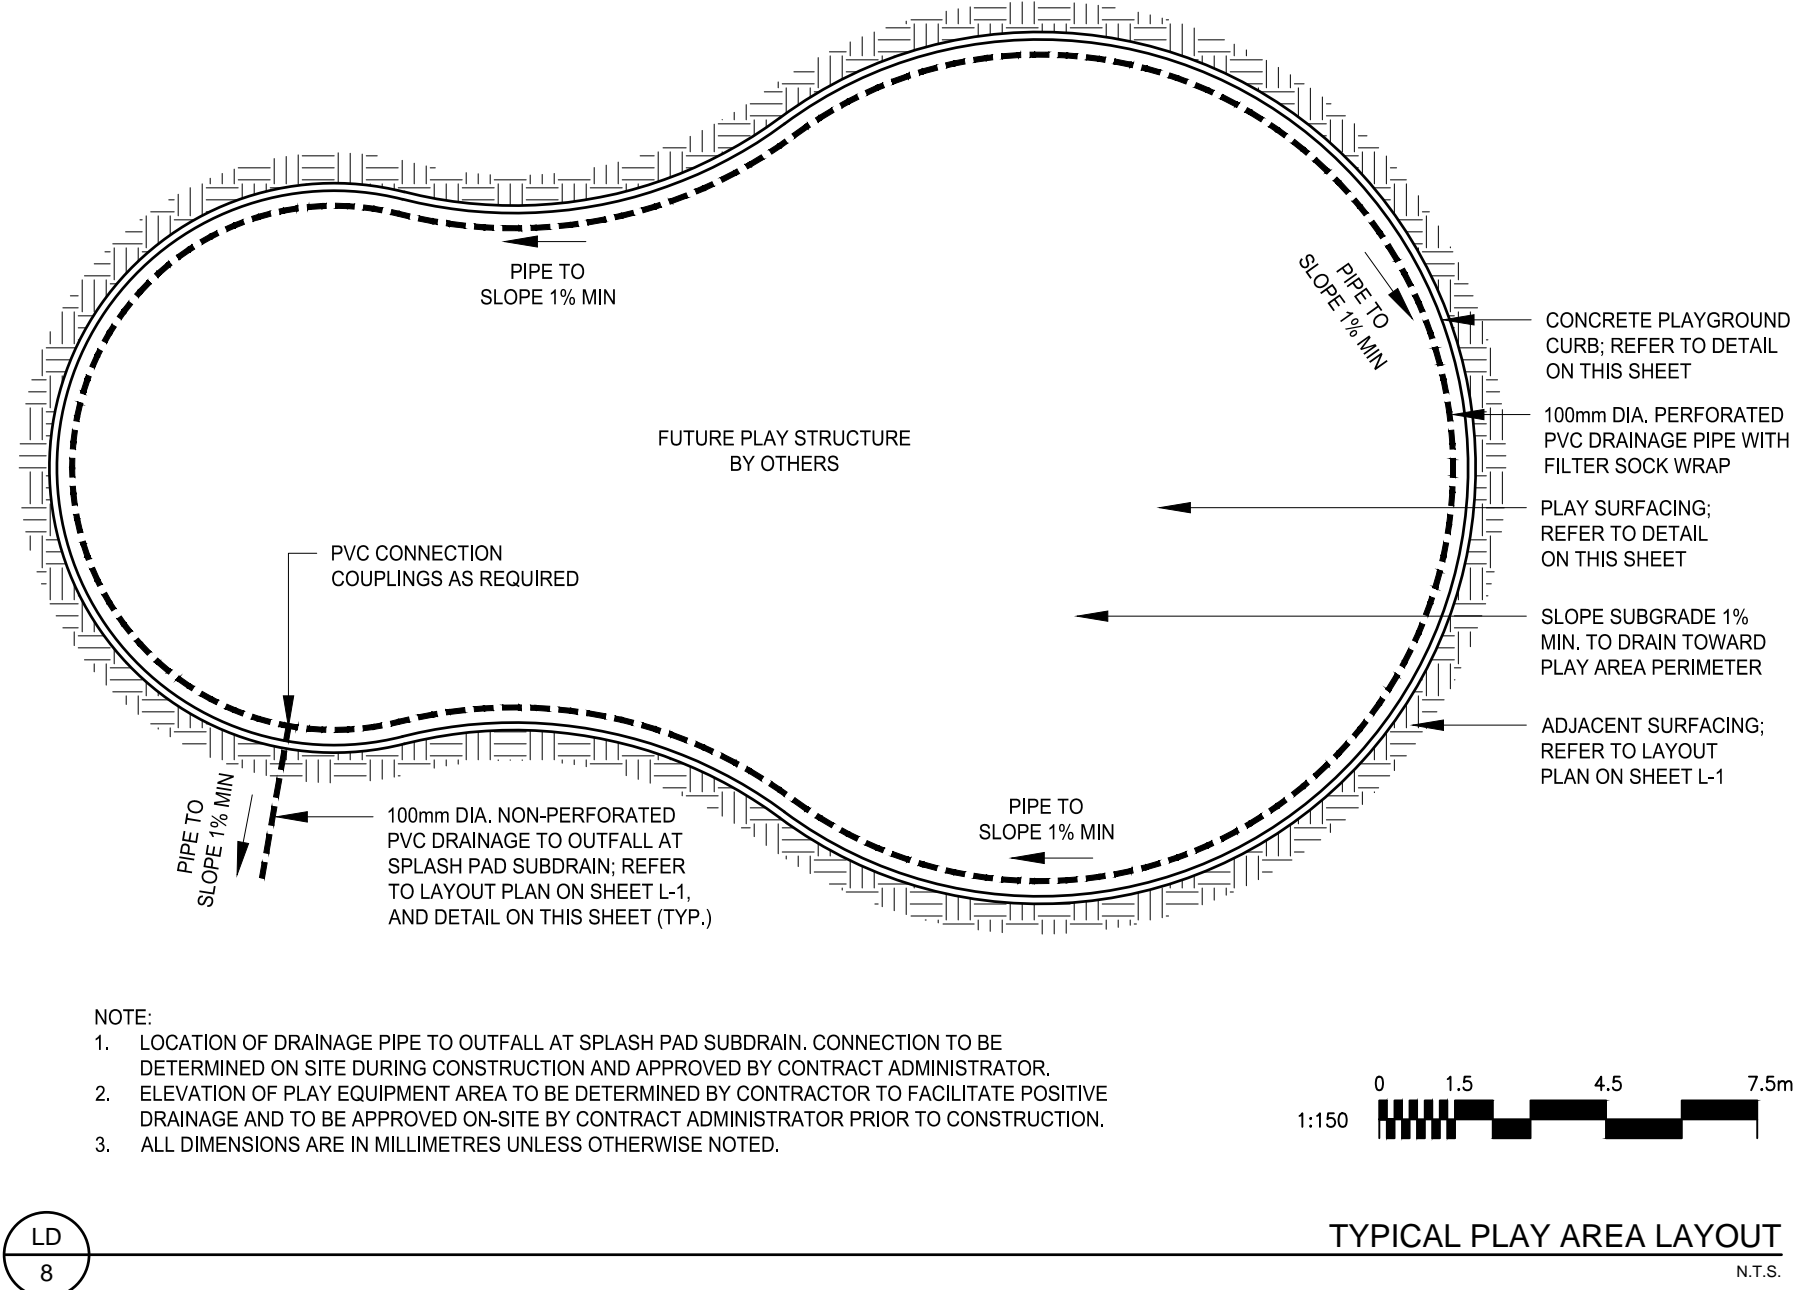 PIPE TO
SLOPE 1% MIN
PIPE TO
SLOPE 1% MIN
CONCRETE PLAYGROUND
CURB; REFER TO DETAIL
ON THIS SHEET
100mm DIA. PERFORATED
PVC DRAINAGE PIPE WITH
FILTER SOCK WRAP
FUTURE PLAY STRUCTURE
BY OTHERS
PLAY SURFACING;
REFER TO DETAIL
ON THIS SHEET
PVC CONNECTION
COUPLINGS AS REQUIRED
SLOPE SUBGRADE 1%
MIN. TO DRAIN TOWARD
PLAY AREA PERIMETER
ADJACENT SURFACING;
REFER TO LAYOUT
PLAN ON SHEET L-1
PIPE TO
SLOPE 1% MIN
PIPE TO
SLOPE 1% MIN
100mm DIA. NON-PERFORATED
PVC DRAINAGE TO OUTFALL AT
SPLASH PAD SUBDRAIN; REFER
TO LAYOUT PLAN ON SHEET L-1,
AND DETAIL ON THIS SHEET (TYP.)
NOTE:
1. LOCATION OF DRAINAGE PIPE TO OUTFALL AT SPLASH PAD SUBDRAIN. CONNECTION TO BE
DETERMINED ON SITE DURING CONSTRUCTION AND APPROVED BY CONTRACT ADMINISTRATOR.
2. ELEVATION OF PLAY EQUIPMENT AREA TO BE DETERMINED BY CONTRACTOR TO FACILITATE POSITIVE
DRAINAGE AND TO BE APPROVED ON-SITE BY CONTRACT ADMINISTRATOR PRIOR TO CONSTRUCTION.
3. ALL DIMENSIONS ARE IN MILLIMETRES UNLESS OTHERWISE NOTED.
0 1.5 4.5 7.5m
1:150
LD
8
TYPICAL PLAY AREA LAYOUT
N.T.S.